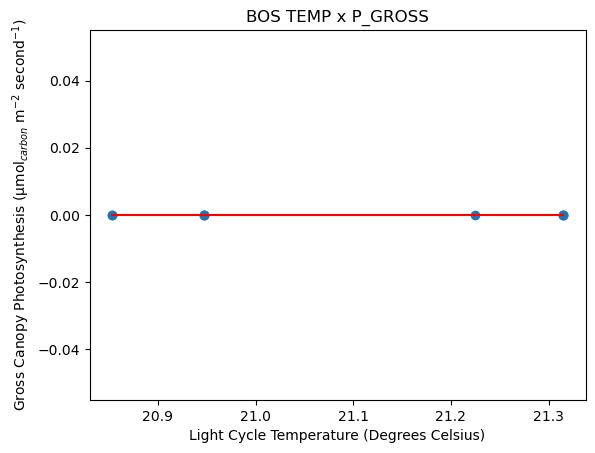 BOS TEMP x P_GROSS
Gross Canopy Photosynthesis (μmol_carbon m⁻² second⁻¹)
0.04
0.02
0.00
−0.02
−0.04
20.9 21.0 21.1 21.2 21.3
Light Cycle Temperature (Degrees Celsius)